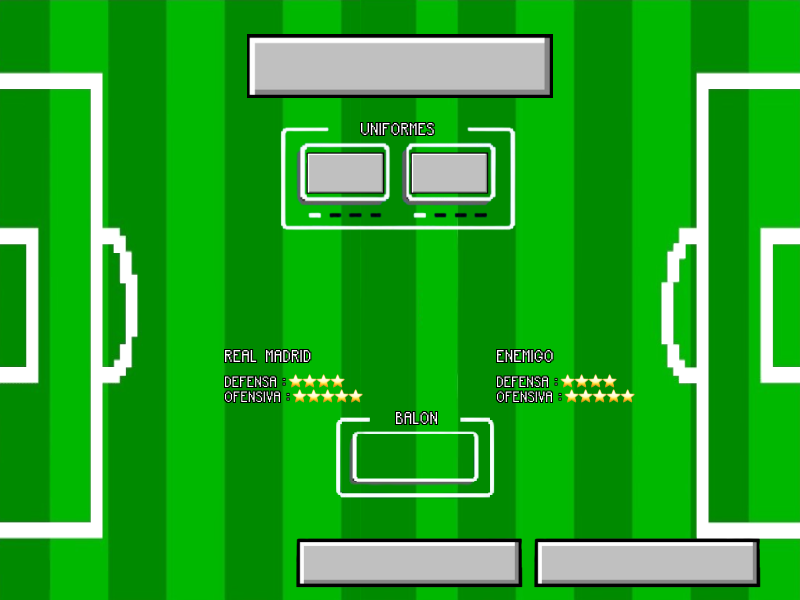 UNIFORMES
REAL MADRID
DEFENSA :
OFENSIVA :
ENEMIGO
DEFENSA :
OFENSIVA :
BALON